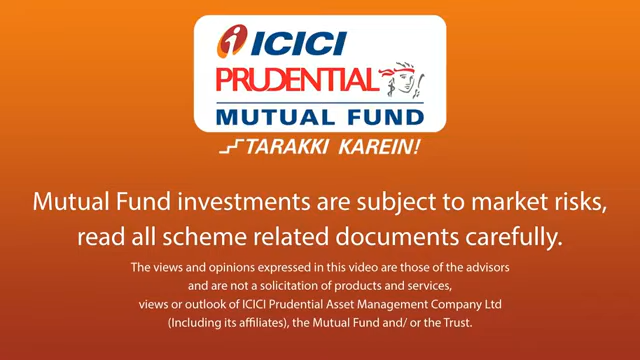 ICICI
PRUDENTIAL
MUTUAL FUND
TARAKKI KAREIN!
Mutual Fund investments are subject to market risks,
read all scheme related documents carefully.
The views and opinions expressed in this video are those of the advisors
and are not a solicitation of products and services,
views or outlook of ICICI Prudential Asset Management Company Ltd
(Including its affiliates), the Mutual Fund and/ or the Trust.